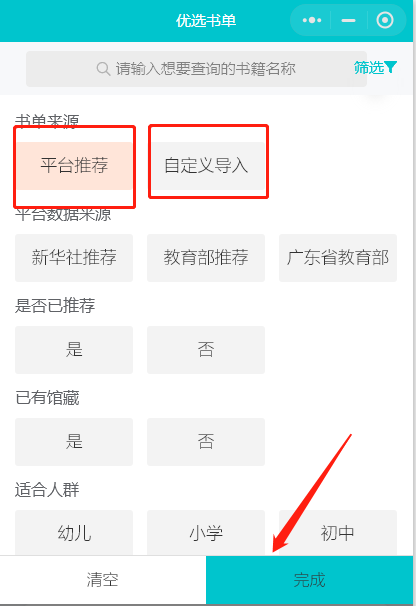 优选书单
请输入想要查询的书籍名称 筛选
书单来源
平台推荐 自定义导入
平台数据来源
新华社推荐 教育部推荐 广东省教育部
是否已推荐
是 否
已有馆藏
是 否
适合人群
幼儿 小学 初中
清空 完成